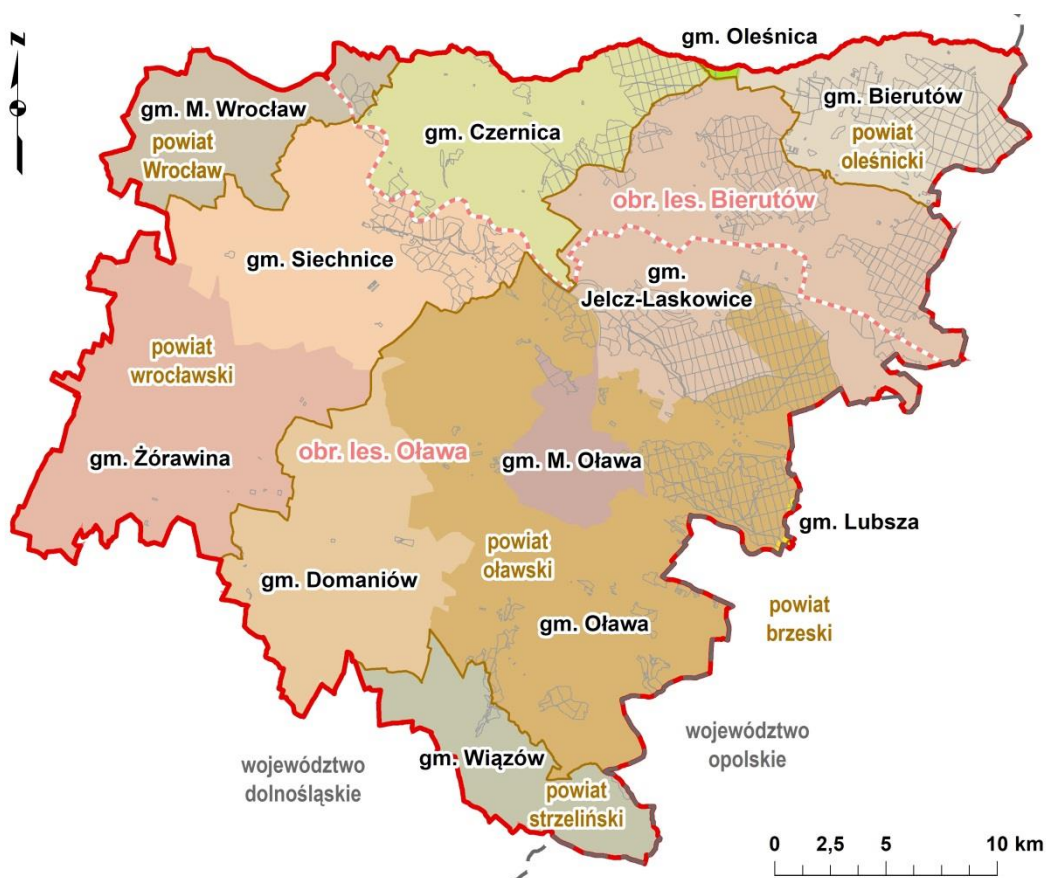 N
gm. Oleśnica
gm. M. Wrocław
powiat
Wrocław
gm. Czernica
gm. Bierutów
powiat
oleśnicki
obr. les. Bierutów
gm. Siechnice
gm.
Jelcz-Laskowice
powiat
wrocławski
gm. Żórawina
obr. les. Oława
gm. M. Oława
gm. Lubsza
powiat
oławski
gm. Domaniów
gm. Oława
powiat
brzeski
województwo
opolskie
gm. Wiązów
województwo
dolnośląskie
powiat
strzeliński
0 2,5 5 10 km